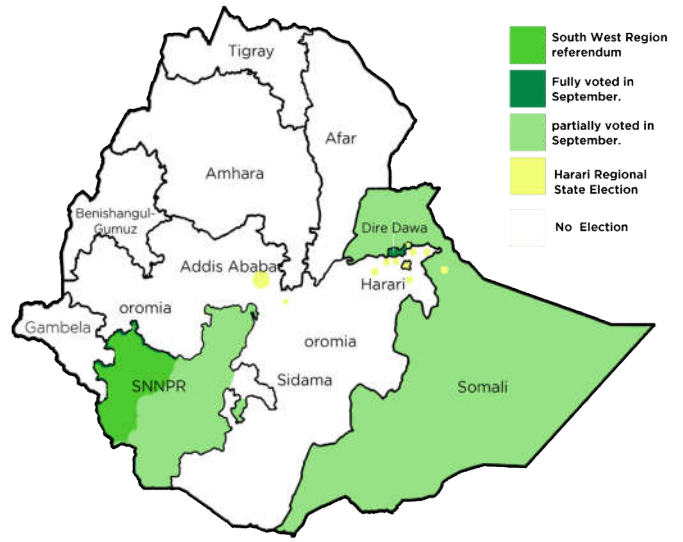 South West Region
referendum
Fully voted in
September.
partially voted in
September.
Harari Regional
State Election
No Election
Tigray
Afar
Amhara
Benishangul-
Gumuz
Dire Dawa
Addis Ababa
Harari
oromia
Gambela
oromia
Sidama
SNNPR
Somali